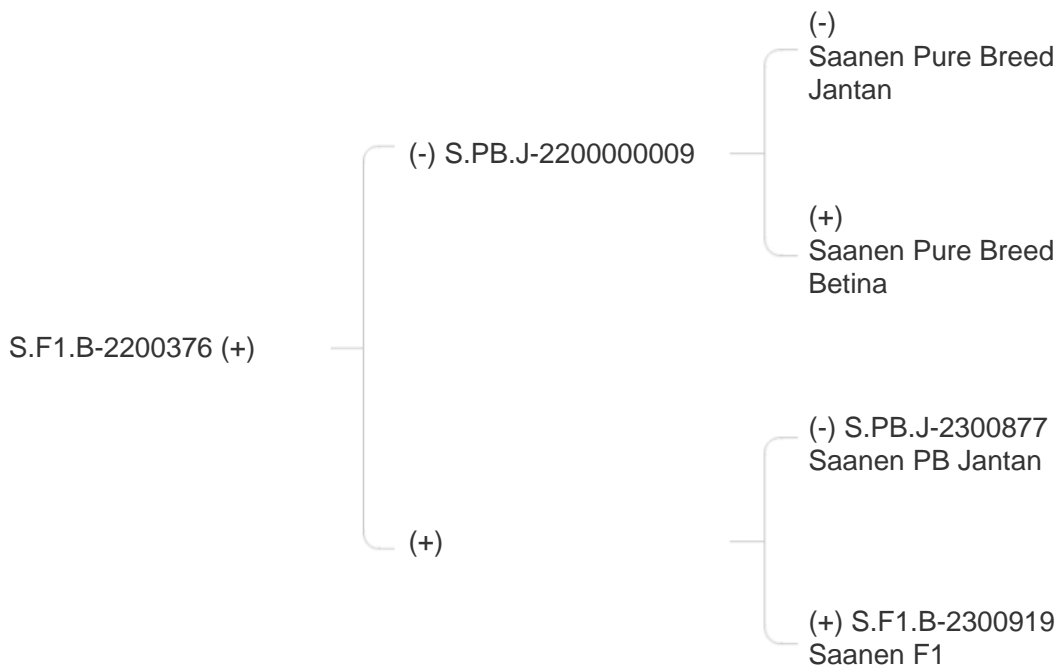 (-)
Saanen Pure Breed
Jantan
(-) S.PB.J-2200000009
(+)
Saanen Pure Breed
Betina
S.F1.B-2200376 (+)
(-) S.PB.J-2300877
Saanen PB Jantan
(+)
(+) S.F1.B-2300919
Saanen F1